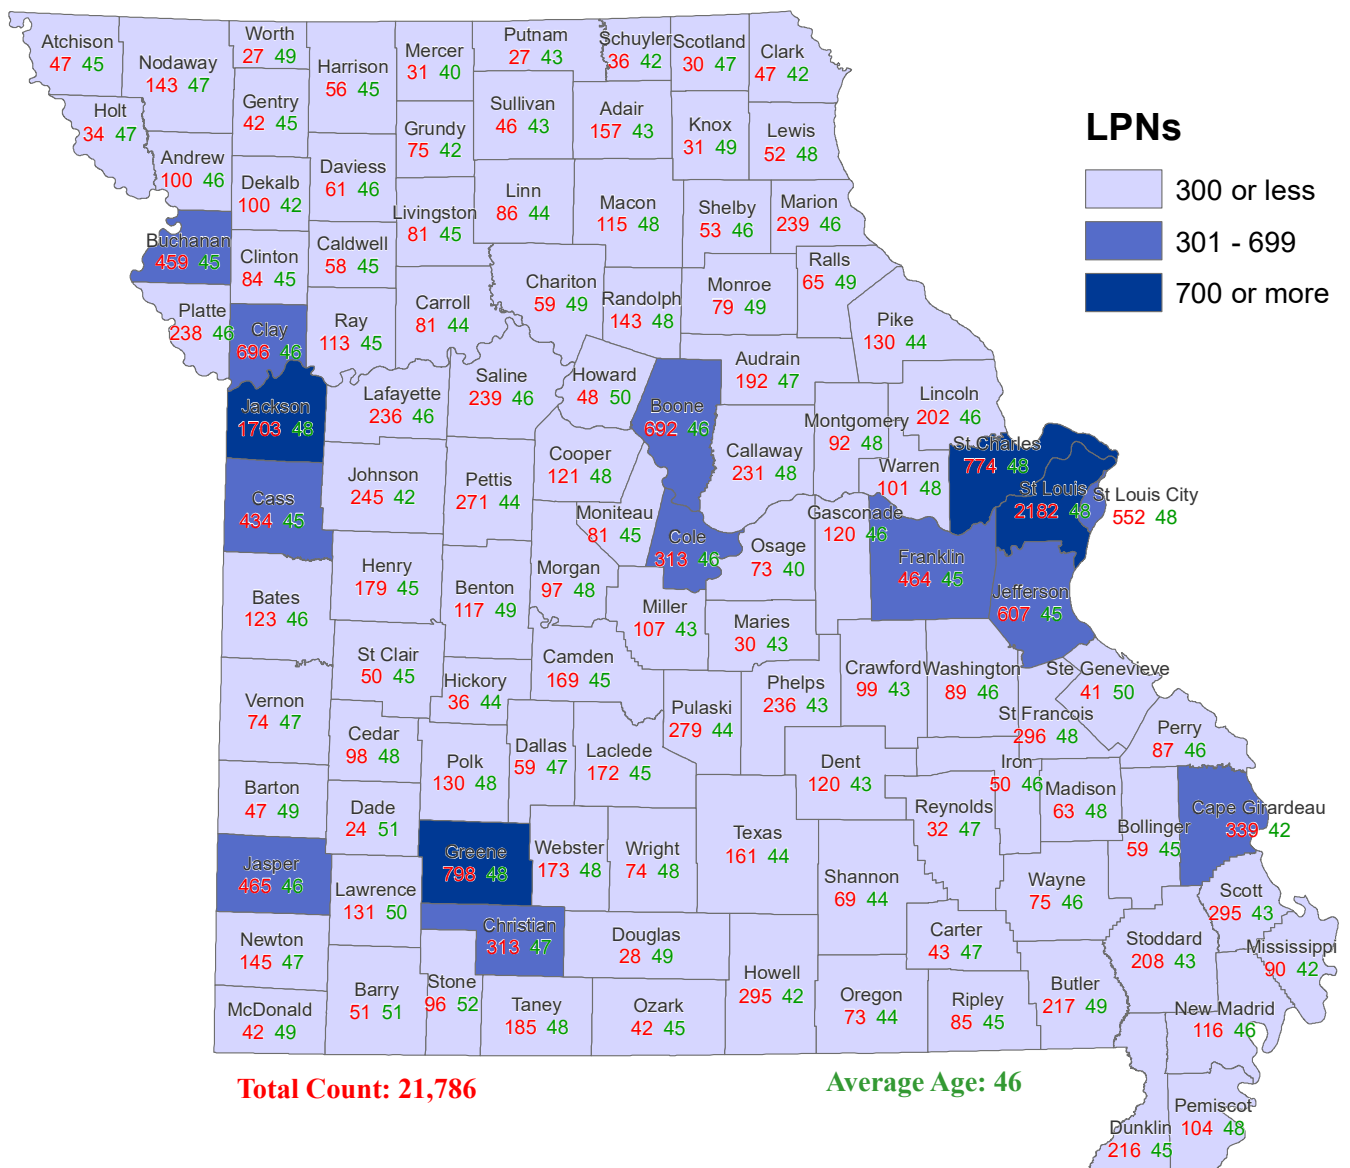 Atchison
47 45
Nodaway
143 47
Worth
27 49
Harrison
56 45
Mercer
31 40
Putnam
27 43
Schuyler
36 42
Scotland
30 47
Clark
47 42
Holt
34 47
Gentry
42 45
Sullivan
46 43
Adair
157 43
Knox
31 49
Lewis
52 48
Grundy
75 42
Andrew
100 46
Dekalb
100 42
Daviess
61 46
Livingston
81 45
Linn
86 44
Macon
115 48
Shelby
53 46
Marion
239 46
Buchanan
459 45
Clinton
84 45
Caldwell
58 45
Ralls
65 49
Chariton
59 49
Randolph
143 48
Monroe
79 49
Carroll
81 44
Platte
238 46
Clay
696 46
Ray
113 45
Pike
130 44
Audrain
192 47
Saline
239 46
Howard
48 50
Lafayette
236 46
Jackson
1703 48
Boone
692 46
Lincoln
202 46
Montgomery
92 48
Callaway
231 48
St Charles
774 48
Warren
101 48
Cooper
121 48
Johnson
245 42
Pettis
271 44
Cass
434 45
St Louis
2182 48
St Louis City
552 48
Moniteau
81 45
Gasconade
120 46
Cole
313 46
Osage
73 40
Franklin
464 45
Henry
179 45
Morgan
97 48
Benton
117 49
Jefferson
607 45
Bates
123 46
Miller
107 43
Maries
30 43
St Clair
50 45
Camden
169 45
Hickory
36 44
Phelps
236 43
Crawford
99 43
Washington
89 46
Ste Genevieve
41 50
Vernon
74 47
Pulaski
279 44
St Francois
296 48
Perry
87 46
Cedar
98 48
Polk
130 48
Dallas
59 47
Laclede
172 45
Dent
120 43
Iron
50 46
Barton
47 49
Madison
63 48
Dade
24 51
Reynolds
32 47
Cape Girardeau
339 42
Bollinger
59 45
Texas
161 44
Greene
798 48
Webster
173 48
Wright
74 48
Jasper
465 46
Lawrence
131 50
Shannon
69 44
Wayne
75 46
Scott
295 43
Christian
313 47
Douglas
28 49
Carter
43 47
Stoddard
208 43
Mississippi
90 42
Newton
145 47
Howell
295 42
Barry
51 51
Stone
96 52
Taney
185 48
Ozark
42 45
Oregon
73 44
Ripley
85 45
Butler
217 49
McDonald
42 49
New Madrid
116 46
Pemiscot
104 48
Dunklin
216 45
LPNs
300 or less
301 - 699
700 or more
Total Count: 21,786
Average Age: 46